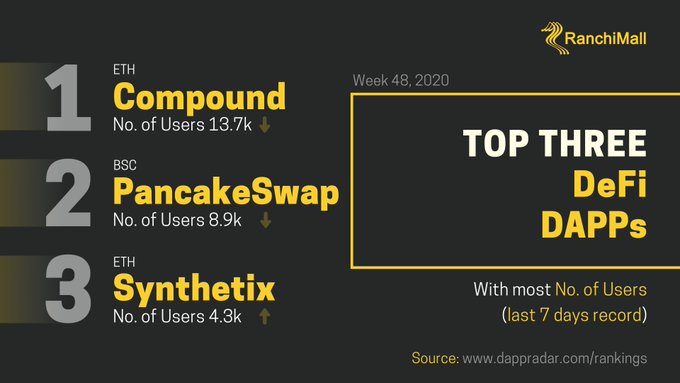 RanchiMall
1
ETH
Compound
No. of Users 13.7k
2
BSC
PancakeSwap
No. of Users 8.9k
3
ETH
Synthetix
No. of Users 4.3k
Week 48, 2020
TOP THREE
DeFi
DAPPs
With most No. of Users
(last 7 days record)
Source: www.dappradar.com/rankings